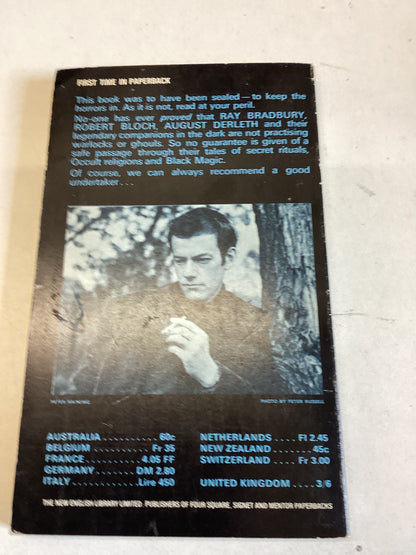 FIRST TIME IN PAPERBACK
This book was to have been sealed — to keep the
horrors in. As it is not, read at your peril.
No-one has ever proved that RAY BRADBURY,
ROBERT BLOCH, AUGUST DERLETH and their
legendary companions in the dark are not practising
warlocks or ghouls. So no guarantee is given of a
safe passage through their tales of secret rituals,
Occult religions and Black Magic.
Of course, we can always recommend a good
undertaker . . .
PETER HAINING
PHOTO BY PETER RUSSELL
AUSTRALIA . . . . . . . . . . 60c
BELGIUM . . . . . . . . . . Fr 35
FRANCE . . . . . . . . . 4.05 FF
GERMANY . . . . . . . DM 2.80
ITALY . . . . . . . . . . . Lire 450
NETHERLANDS . . . . Fl 2.45
NEW ZEALAND . . . . . 45c
SWITZERLAND . . . . Fr 3.00
UNITED KINGDOM . . . . 3/6
THE NEW ENGLISH LIBRARY LIMITED PUBLISHERS OF FOUR SQUARE, SIGNET AND MENTOR PAPERBACKS